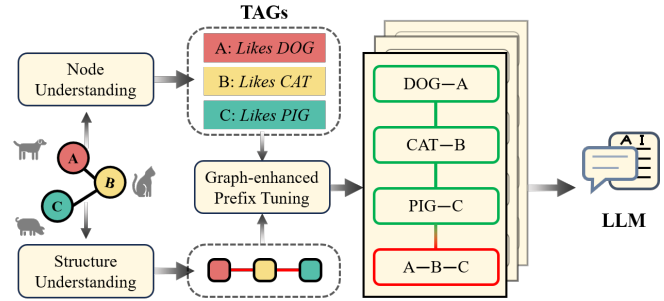 TAGs
Node
Understanding
A: Likes DOG
B: Likes CAT
C: Likes PIG
A
B
C
Graph-enhanced
Prefix Tuning
Structure
Understanding
DOG—A
CAT—B
PIG—C
A—B—C
A I
LLM